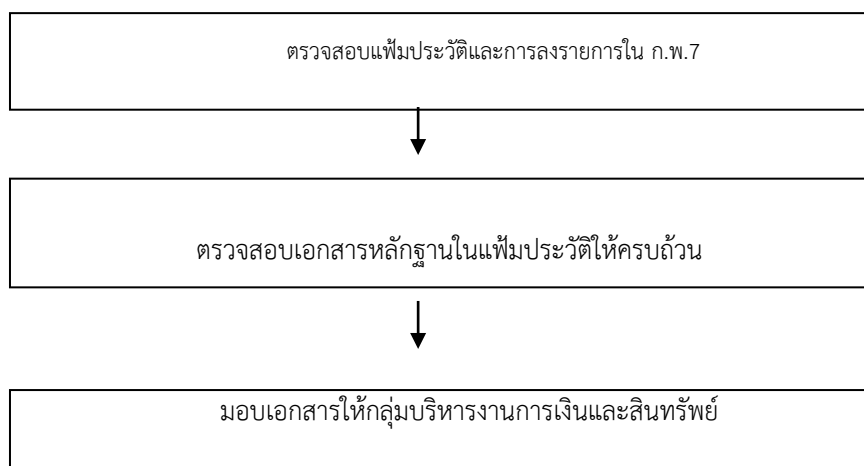 ตรวจสอบแฟ้มประวัติและการลงรายการใน ก.พ.7
ตรวจสอบเอกสารหลักฐานในแฟ้มประวัติให้ครบถ้วน
มอบเอกสารให้กลุ่มบริหารงานการเงินและสินทรัพย์